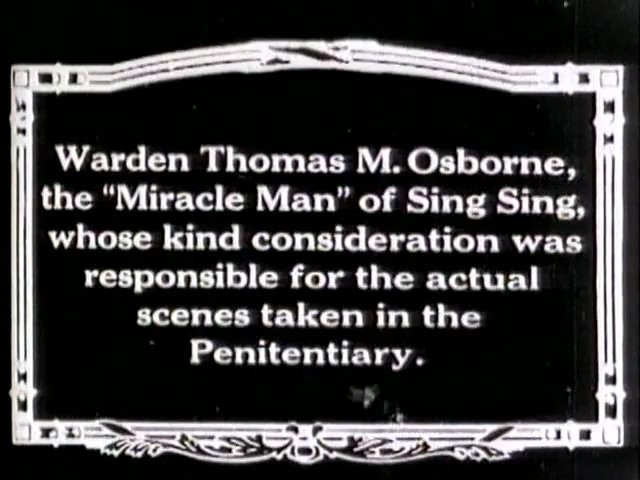 Warden Thomas M. Osborne,
the "Miracle Man" of Sing Sing,
whose kind consideration was
responsible for the actual
scenes taken in the
Penitentiary.